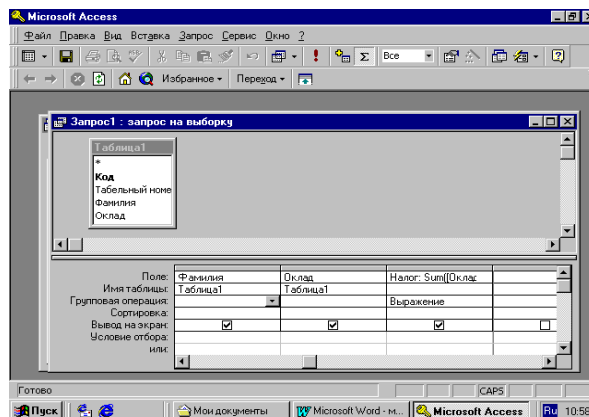 Microsoft Access
Файл Правка Вид Вставка Запрос Сервис Окно ?
Все
Избранное Переход
Запрос1 : запрос на выборку
Таблица1
*
Код
Табельный номе
Фамилия
Оклад
Поле: Фамилия Оклад Налог: Sum([Оклад
Имя таблицы: Таблица1 Таблица1
Групповая операция: Выражение
Сортировка:
Вывод на экран:
Условие отбора:
или:
Готово CAPS
Пуск Мои документы Microsoft Word - м... Microsoft Access Ru 10:58